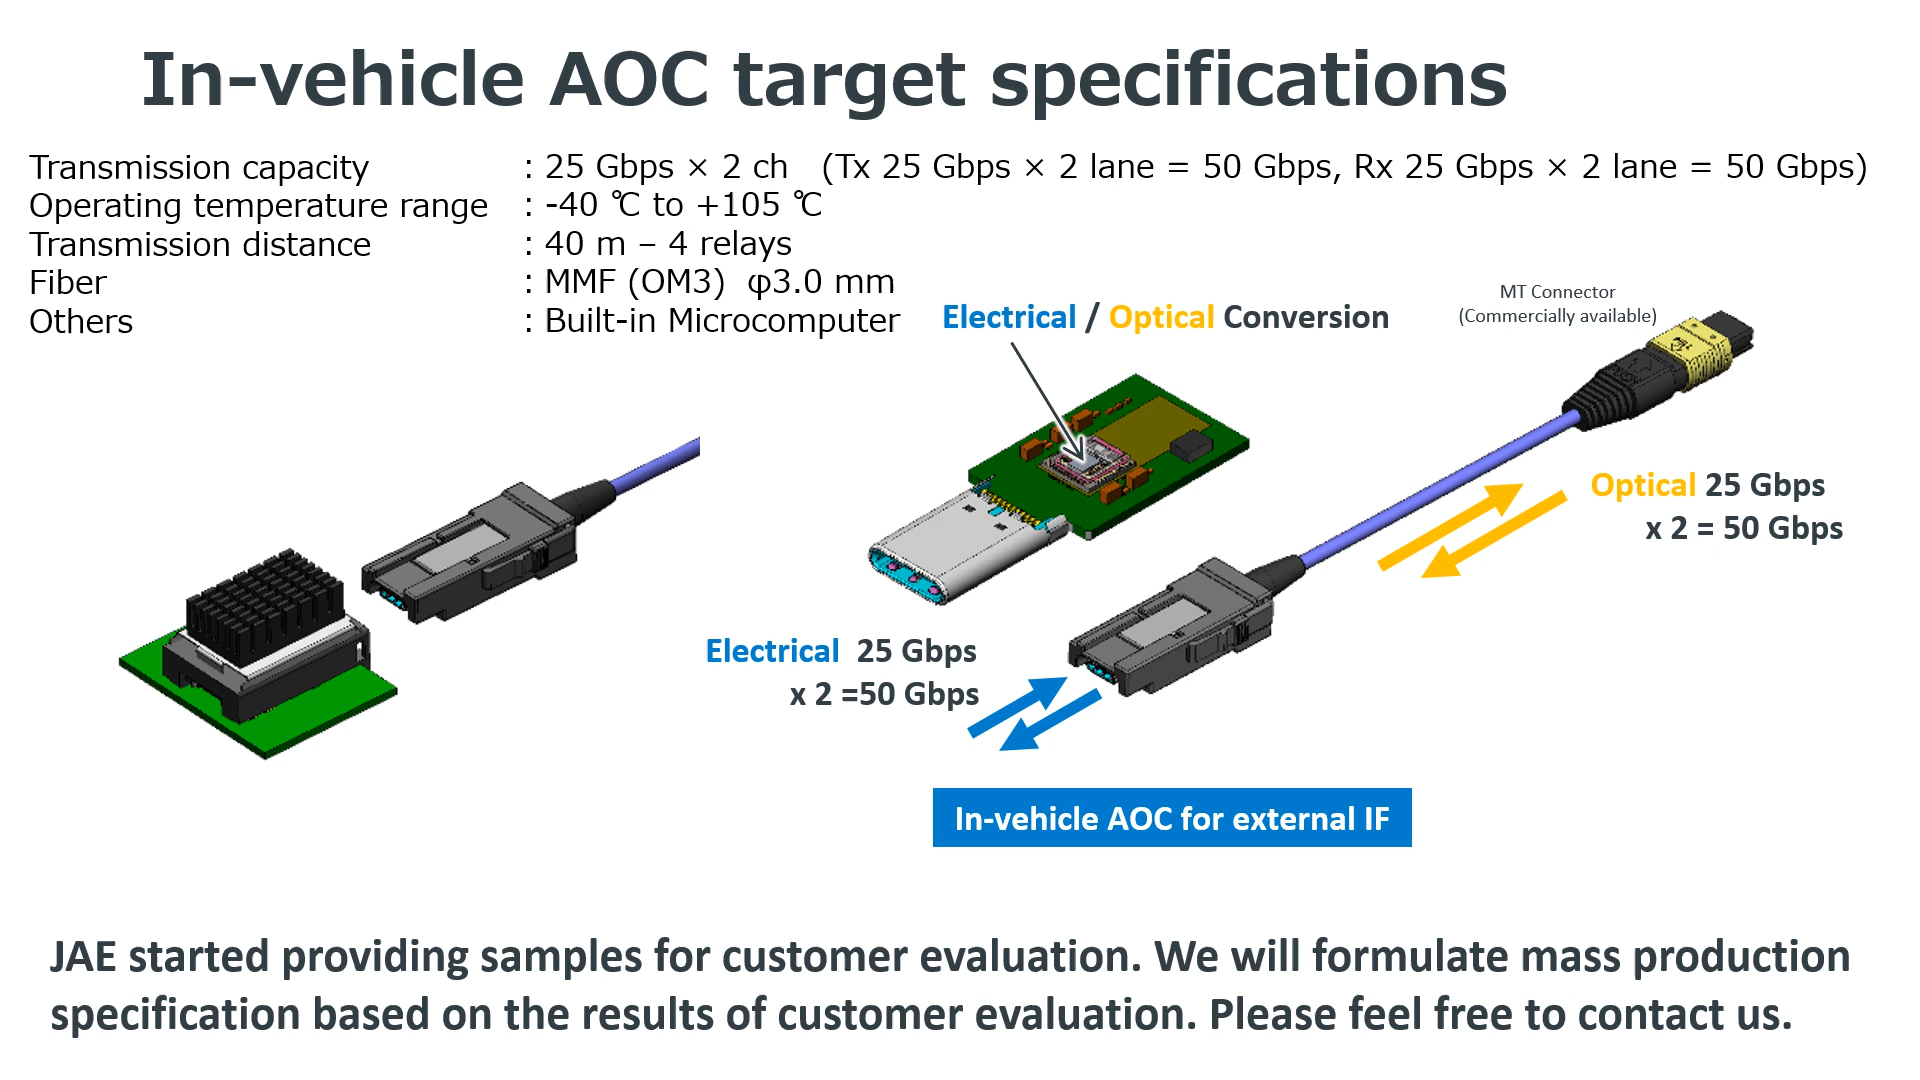 In-vehicle AOC target specifications
Transmission capacity : 25 Gbps × 2 ch (Tx 25 Gbps × 2 lane = 50 Gbps, Rx 25 Gbps × 2 lane = 50 Gbps)
Operating temperature range : -40 ℃ to +105 ℃
Transmission distance : 40 m – 4 relays
Fiber : MMF (OM3) φ3.0 mm
Others : Built-in Microcomputer
Electrical / Optical Conversion
MT Connector
(Commercially available)
Optical 25 Gbps
x 2 = 50 Gbps
Electrical 25 Gbps
x 2 =50 Gbps
In-vehicle AOC for external IF
JAE started providing samples for customer evaluation. We will formulate mass production
specification based on the results of customer evaluation. Please feel free to contact us.